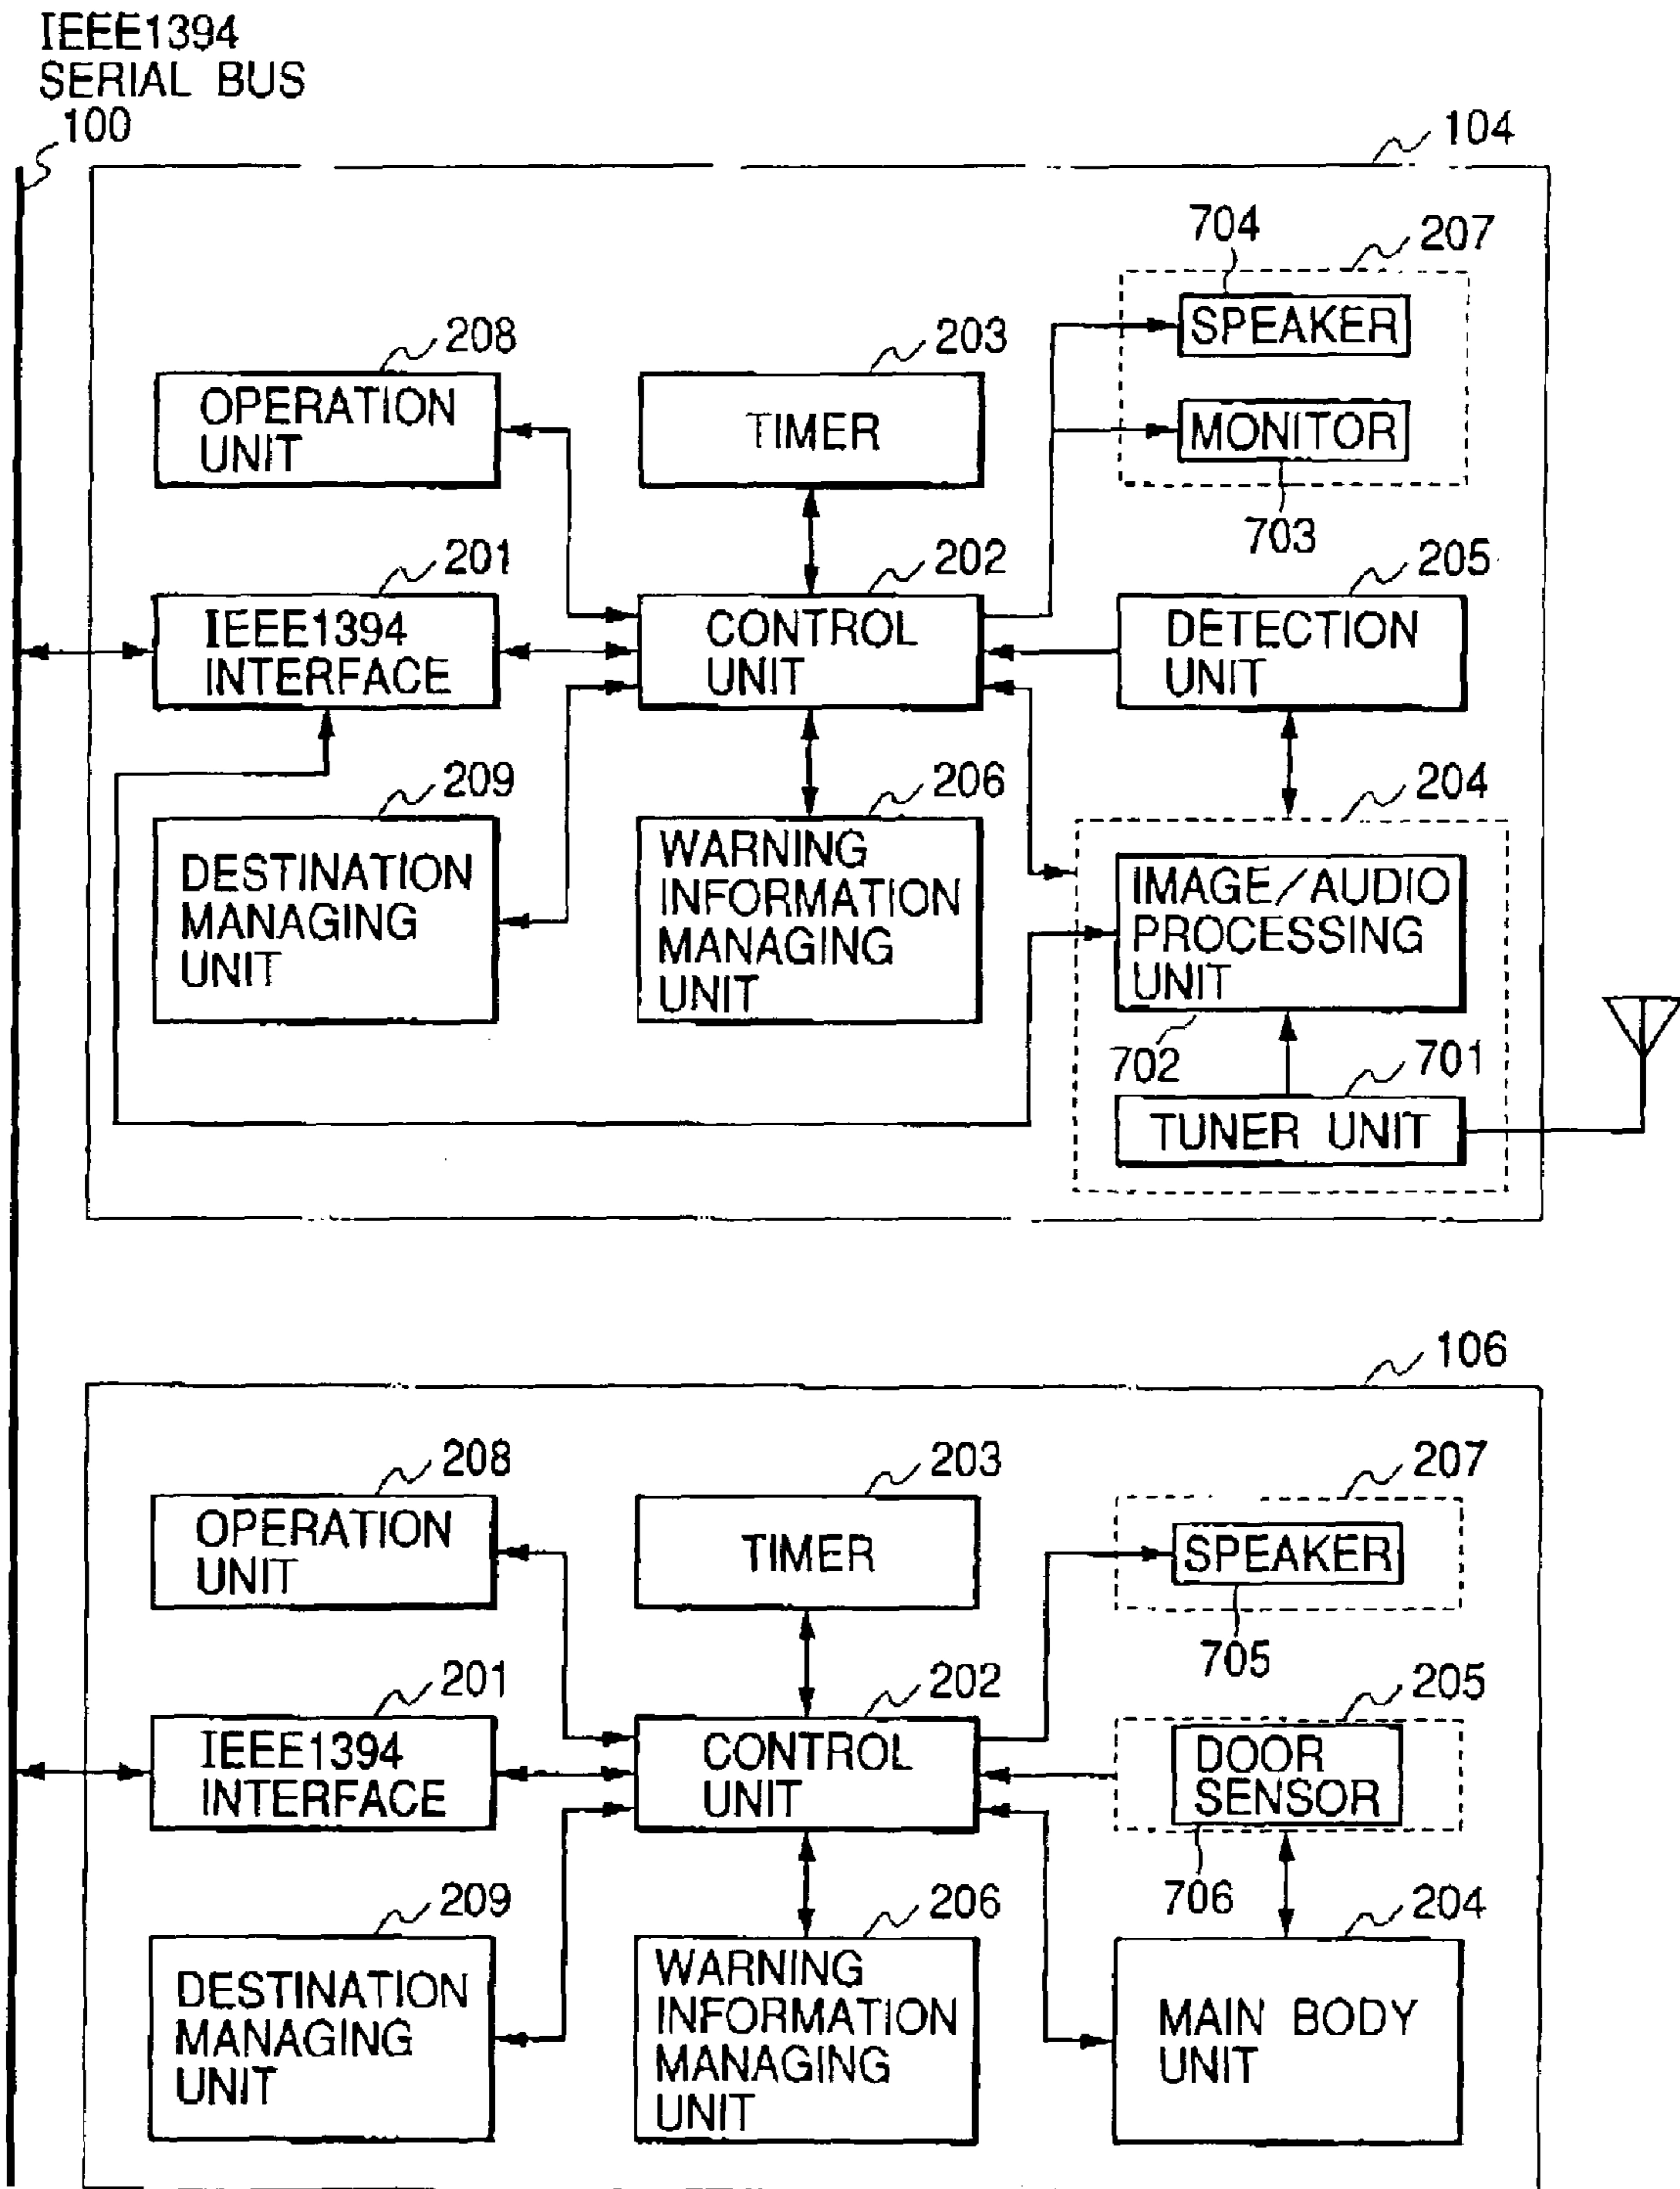 IEEE1394
SERIAL BUS
100
104
704
207
SPEAKER
208
203
OPERATION
UNIT
TIMER
MONITOR
703
201
202
205
IEEE1394
INTERFACE
CONTROL
UNIT
DETECTION
UNIT
209
206
204
DESTINATION
MANAGING
UNIT
WARNING
INFORMATION
MANAGING
UNIT
IMAGE/AUDIO
PROCESSING
UNIT
702
701
TUNER UNIT
106
208
203
207
OPERATION
UNIT
TIMER
SPEAKER
705
201
202
205
IEEE1394
INTERFACE
CONTROL
UNIT
DOOR
SENSOR
706
209
206
204
DESTINATION
MANAGING
UNIT
WARNING
INFORMATION
MANAGING
UNIT
MAIN BODY
UNIT